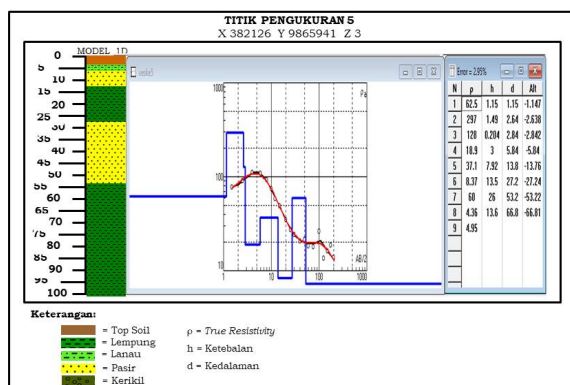 TITIK PENGUKURAN 5
X 382126 Y 9865941 Z 3
MODEL 1D
0
5
10
15
20
25
30
35
40
45
50
55
60
65
70
75
80
85
90
95
100
1000
100
10
Pa
AB/2
1
10
100
1000
Error = 2.95%
N ρ h d Alt
1 62.5 1.15 1.15 -1.147
2 297 1.49 2.64 -2.638
3 128 0.204 2.84 -2.842
4 18.9 3 5.84 -5.84
5 37.1 7.92 13.8 -13.76
6 8.37 13.5 27.2 -27.24
7 60 26 53.2 -53.22
8 4.36 13.6 66.8 -66.81
9 4.95
Keterangan:
= Top Soil
= Lempung
= Lanau
= Pasir
= Kerikil
ρ = True Resistivity
h = Ketebalan
d = Kedalaman